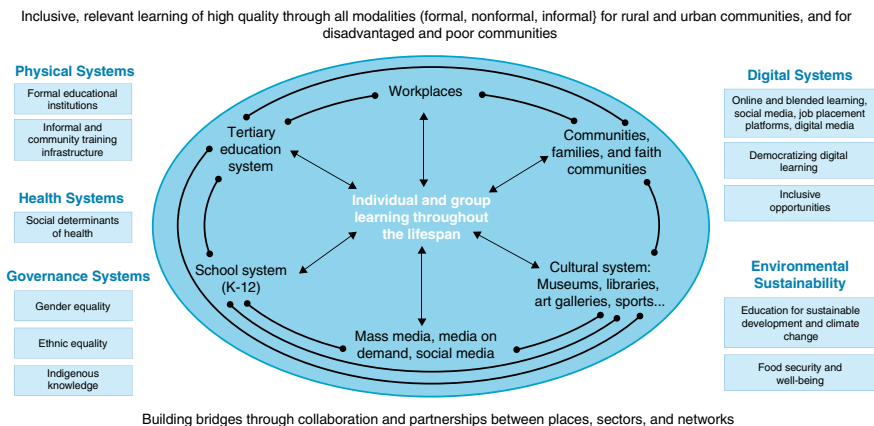 Inclusive, relevant learning of high quality through all modalities (formal, nonformal, informal} for rural and urban communities, and for
disadvantaged and poor communities
Physical Systems
Formal educational
institutions
Informal and
community training
infrastructure
Health Systems
Social determinants
of health
Governance Systems
Gender equality
Ethnic equality
Indigenous
knowledge
Workplaces
Tertiary
education
system
Communities,
families, and faith
communities
Individual and group
learning throughout
the lifespan
School system
(K-12)
Cultural system:
Museums, libraries,
art galleries, sports...
Mass media, media on
demand, social media
Digital Systems
Online and blended learning,
social media, job placement
platforms, digital media
Democratizing digital
learning
Inclusive
opportunities
Environmental
Sustainability
Education for sustainable
development and climate
change
Food security and
well-being
Building bridges through collaboration and partnerships between places, sectors, and networks